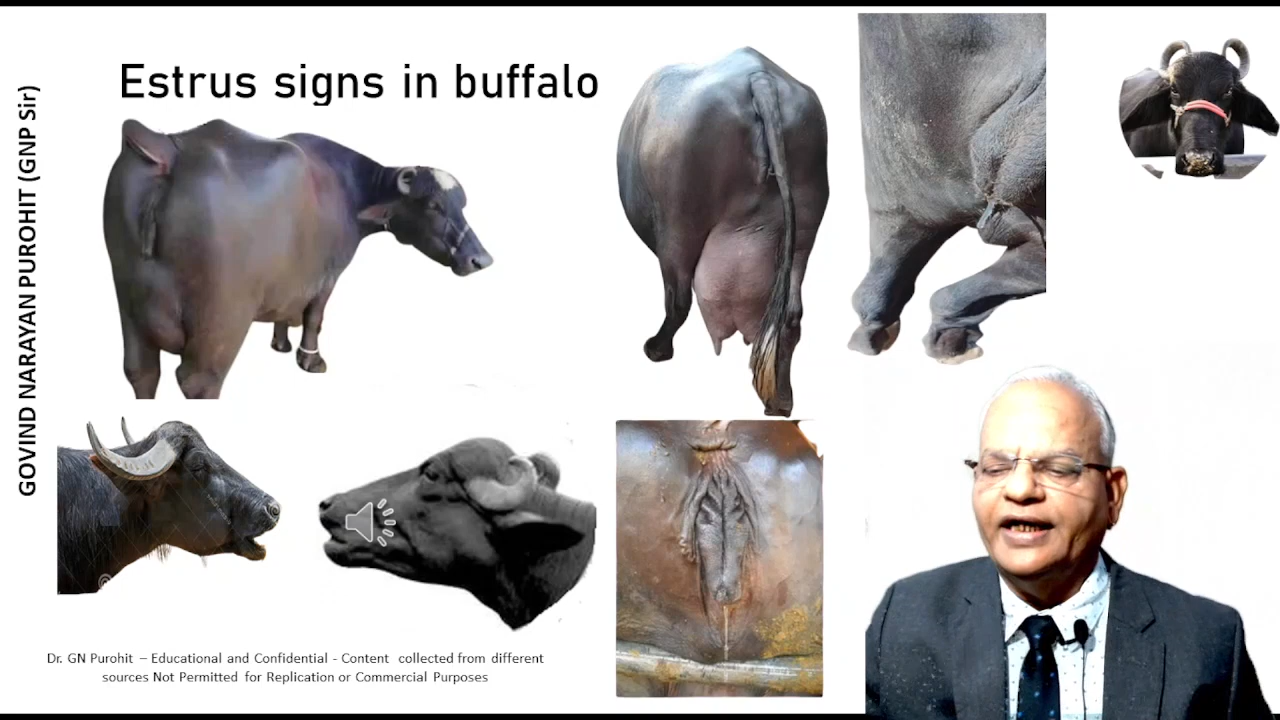 Estrus signs in buffalo
GOVIND NARAYAN PUROHIT (GNP Sir)
Dr. GN Purohit – Educational and Confidential - Content collected from different
sources Not Permitted for Replication or Commercial Purposes